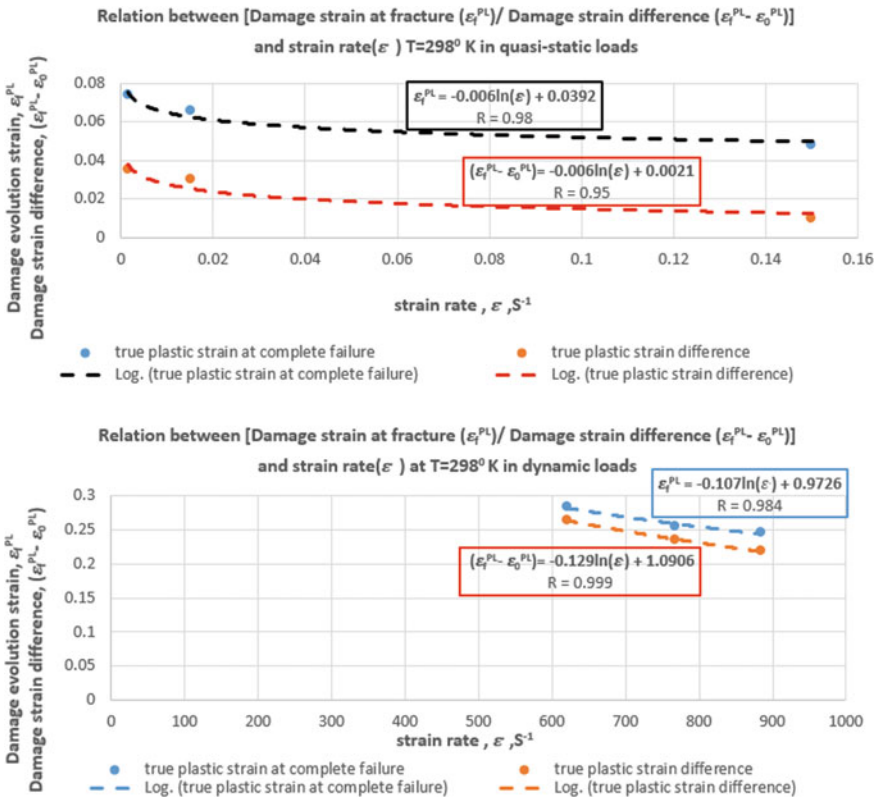 Relation between [Damage strain at fracture (εfᴾᴸ)/ Damage strain difference (εfᴾᴸ- ε₀ᴾᴸ)]
and strain rate(ε ) T=298⁰ K in quasi-static loads
Damage evolution strain, εfᴾᴸ
Damage strain difference, (εfᴾᴸ- ε₀ᴾᴸ)
0.08
0.06
0.04
0.02
0
εfᴾᴸ = -0.006ln(ε) + 0.0392
R = 0.98
(εfᴾᴸ- ε₀ᴾᴸ)= -0.006ln(ε) + 0.0021
R = 0.95
0 0.02 0.04 0.06 0.08 0.1 0.12 0.14 0.16
strain rate , ε ,S⁻¹
true plastic strain at complete failure
true plastic strain difference
Log. (true plastic strain at complete failure)
Log. (true plastic strain difference)
Relation between [Damage strain at fracture (εfᴾᴸ)/ Damage strain difference (εfᴾᴸ- ε₀ᴾᴸ)]
and strain rate(ε ) at T=298⁰ K in dynamic loads
Damage evolution strain, εfᴾᴸ
Damage strain difference, (εfᴾᴸ- ε₀ᴾᴸ)
0.3
0.25
0.2
0.15
0.1
0.05
0
εfᴾᴸ = -0.107ln(ε) + 0.9726
R = 0.984
(εfᴾᴸ- ε₀ᴾᴸ)= -0.129ln(ε) + 1.0906
R = 0.999
0 100 200 300 400 500 600 700 800 900 1000
strain rate , ε ,S⁻¹
true plastic strain at complete failure
true plastic strain difference
Log. (true plastic strain at complete failure)
Log. (true plastic strain difference)